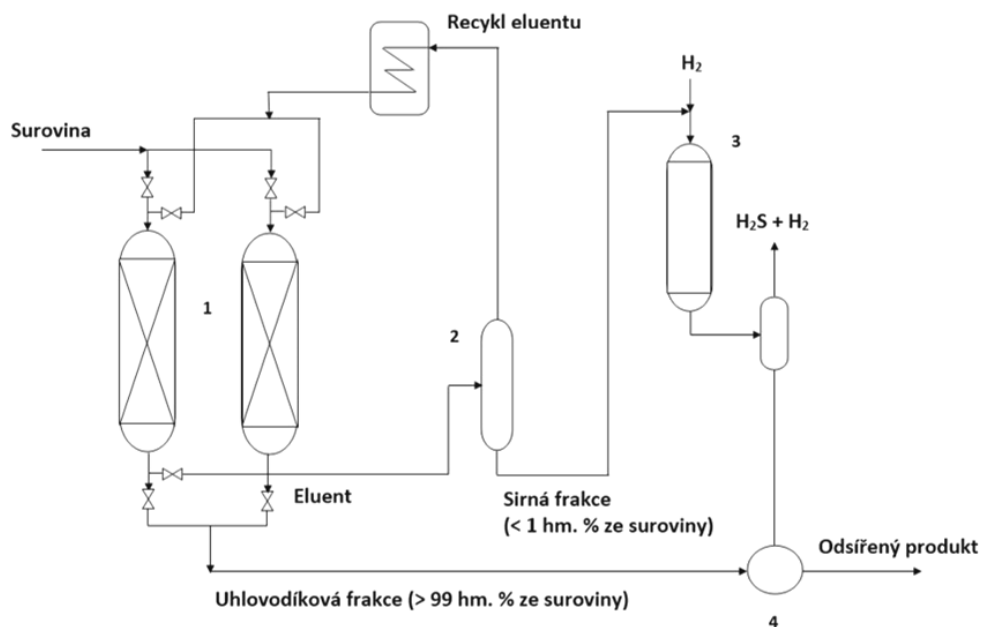 Recykl eluentu
H₂
Surovina
3
H₂S + H₂
1
2
Eluent
Sirná frakce
(< 1 hm. % ze suroviny)
Odsířený produkt
Uhlovodíková frakce (> 99 hm. % ze suroviny)
4